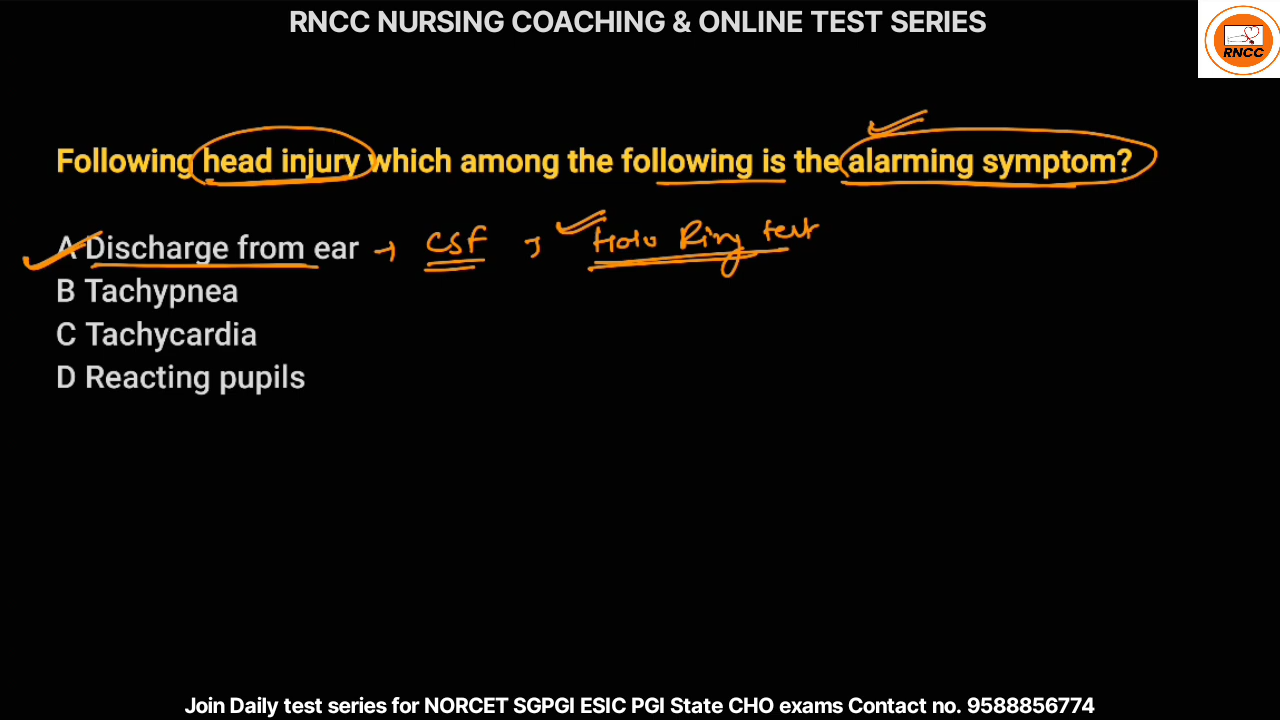 RNCC NURSING COACHING & ONLINE TEST SERIES
RNCC
Following head injury which among the following is the alarming symptom?
A Discharge from ear → CSF → Halo Ring test
B Tachypnea
C Tachycardia
D Reacting pupils
Join Daily test series for NORCET SGPGI ESIC PGI State CHO exams Contact no. 9588856774